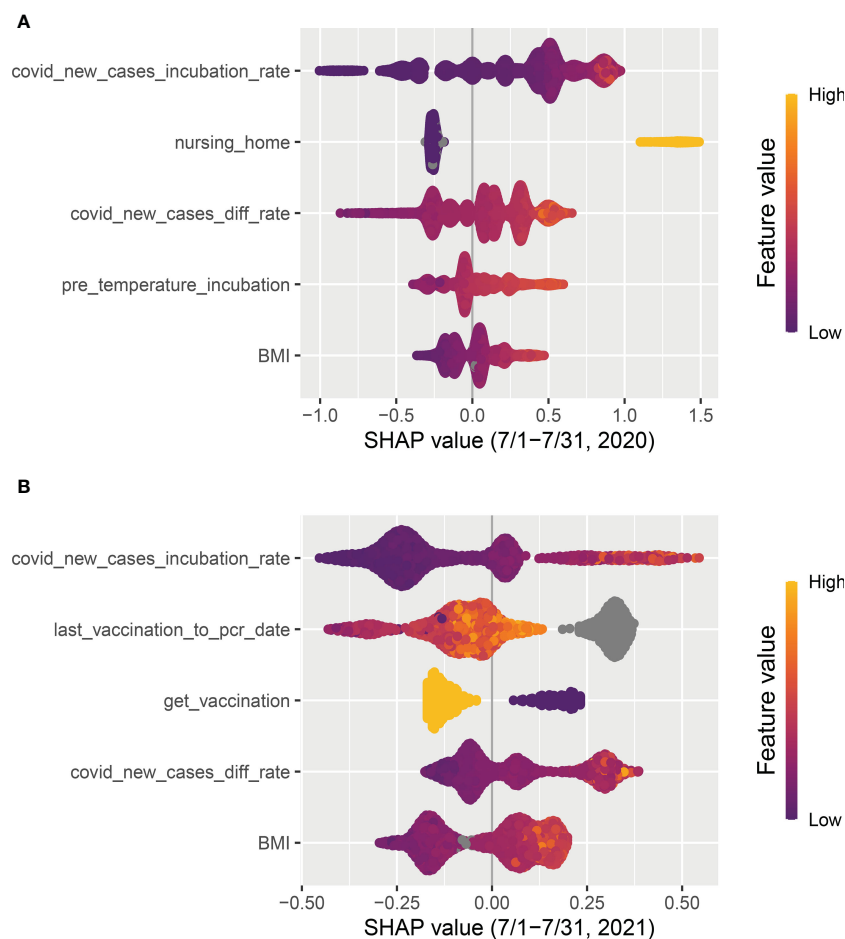 A
covid_new_cases_incubation_rate
nursing_home
covid_new_cases_diff_rate
pre_temperature_incubation
BMI
−1.0 −0.5 0.0 0.5 1.0 1.5
SHAP value (7/1−7/31, 2020)
High
Feature value
Low
B
covid_new_cases_incubation_rate
last_vaccination_to_pcr_date
get_vaccination
covid_new_cases_diff_rate
BMI
−0.50 −0.25 0.00 0.25 0.50
SHAP value (7/1−7/31, 2021)
High
Feature value
Low